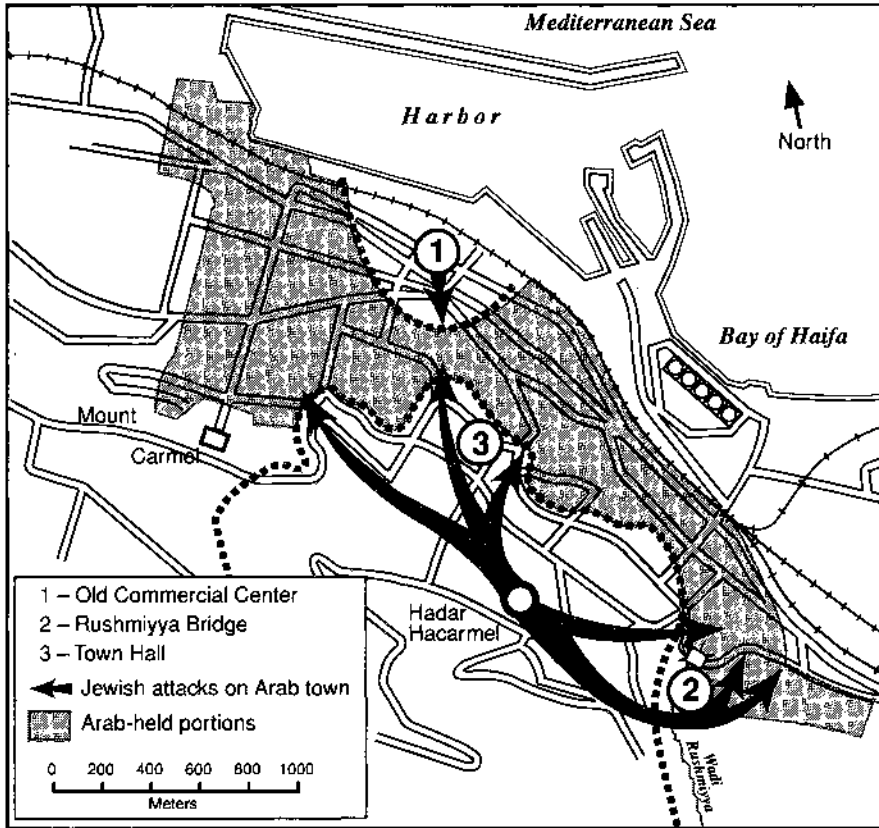 Mediterranean Sea
Harbor
North
1
Bay of Haifa
Mount
Carmel
3
Hadar
Hacarmel
2
Wadi
Rushmiyya
1 – Old Commercial Center
2 – Rushmiyya Bridge
3 – Town Hall
Jewish attacks on Arab town
Arab-held portions
0 200 400 600 800 1000
Meters